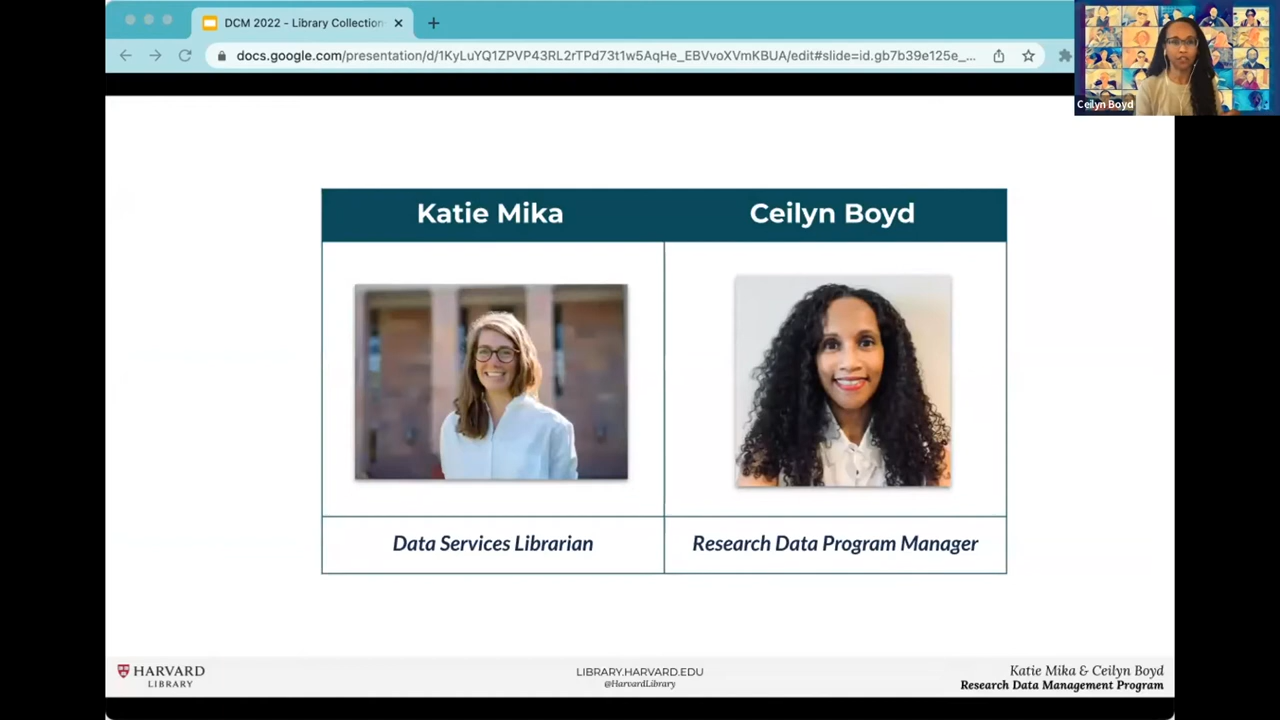 DCM 2022 - Library Collection
docs.google.com/presentation/d/1KyLuYQ1ZPVP43RL2rTPd73t1w5AqHe_EBVvoXVmKBUA/edit#slide=id.gb7b39e125e_...
Ceilyn Boyd
Katie Mika
Ceilyn Boyd
Data Services Librarian
Research Data Program Manager
HARVARD
LIBRARY
LIBRARY.HARVARD.EDU
@HarvardLibrary
Katie Mika & Ceilyn Boyd
Research Data Management Program